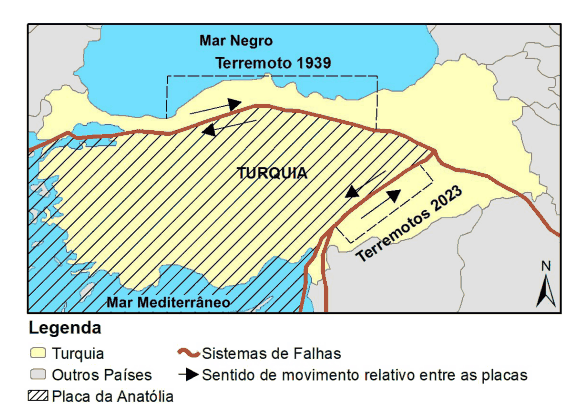 Mar Negro
Terremoto 1939
TURQUIA
Terremotos 2023
Mar Mediterrâneo
N
Legenda
Turquia
Sistemas de Falhas
Outros Países
Sentido de movimento relativo entre as placas
Placa da Anatólia